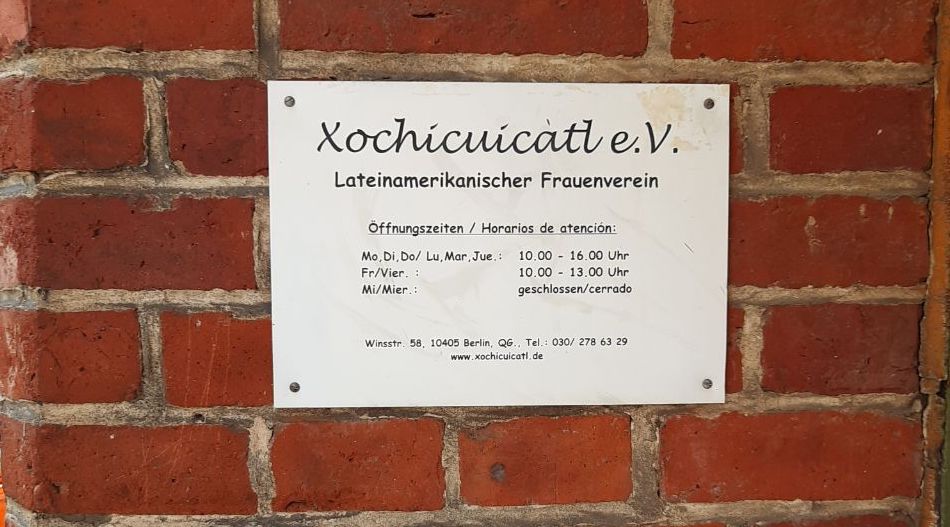 Xochicuicàtl e.V.
Lateinamerikanischer Frauenverein
Öffnungszeiten / Horarios de atención:
Mo,Di,Do/ Lu,Mar,Jue.: 10.00 - 16.00 Uhr
Fr/Vier. : 10.00 - 13.00 Uhr
Mi/Mier.: geschlossen/cerrado
Winsstr. 58, 10405 Berlin, QG., Tel.: 030/ 278 63 29
www.xochicuicatl.de